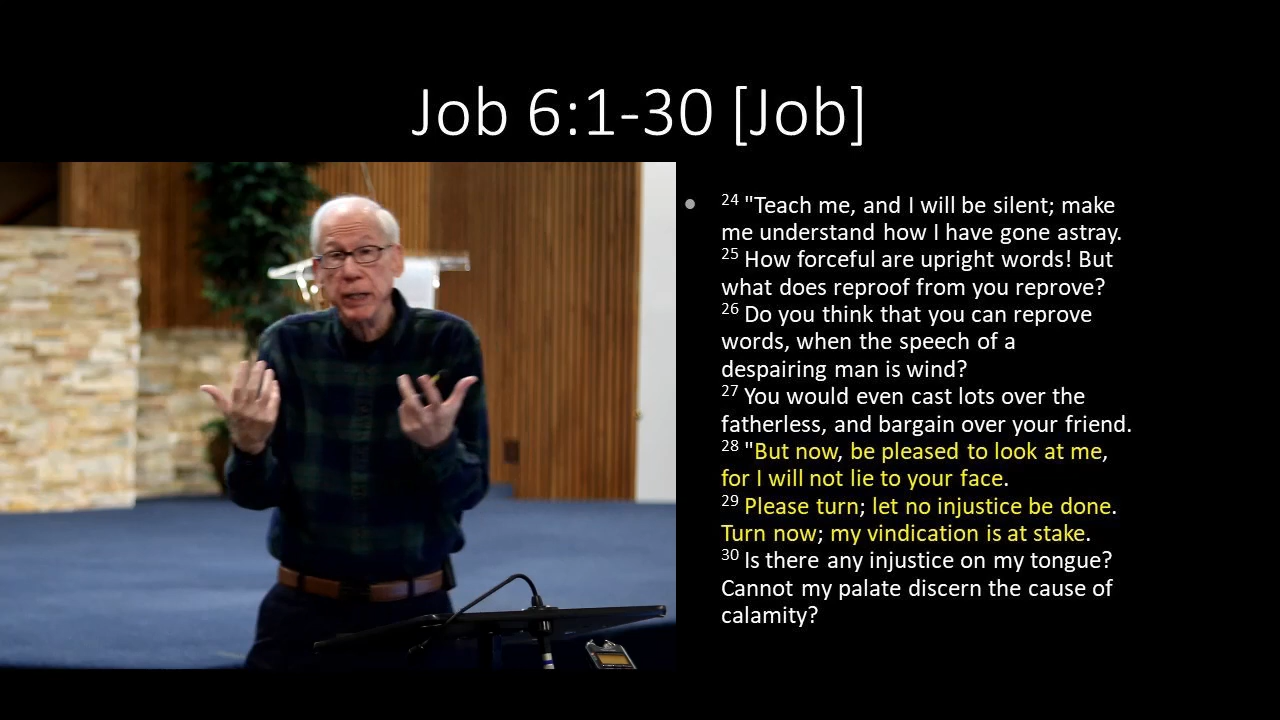 Job 6:1-30 [Job]
24 "Teach me, and I will be silent; make
me understand how I have gone astray.
25 How forceful are upright words! But
what does reproof from you reprove?
26 Do you think that you can reprove
words, when the speech of a
despairing man is wind?
27 You would even cast lots over the
fatherless, and bargain over your friend.
28 "But now, be pleased to look at me,
for I will not lie to your face.
29 Please turn; let no injustice be done.
Turn now; my vindication is at stake.
30 Is there any injustice on my tongue?
Cannot my palate discern the cause of
calamity?